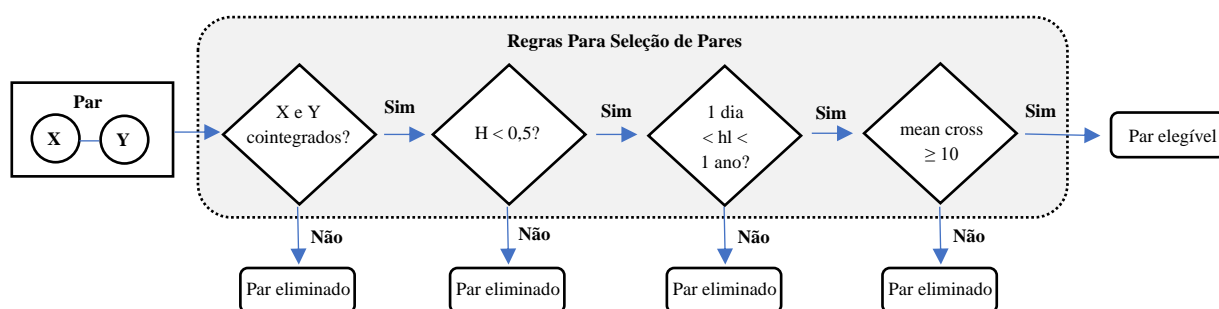 Regras Para Seleção de Pares
Par
X
Y
X e Y
cointegrados?
Sim
H < 0,5?
Sim
1 dia
< hl <
1 ano?
Sim
mean cross
≥ 10
Sim
Par elegível
Não
Não
Não
Não
Par eliminado
Par eliminado
Par eliminado
Par eliminado